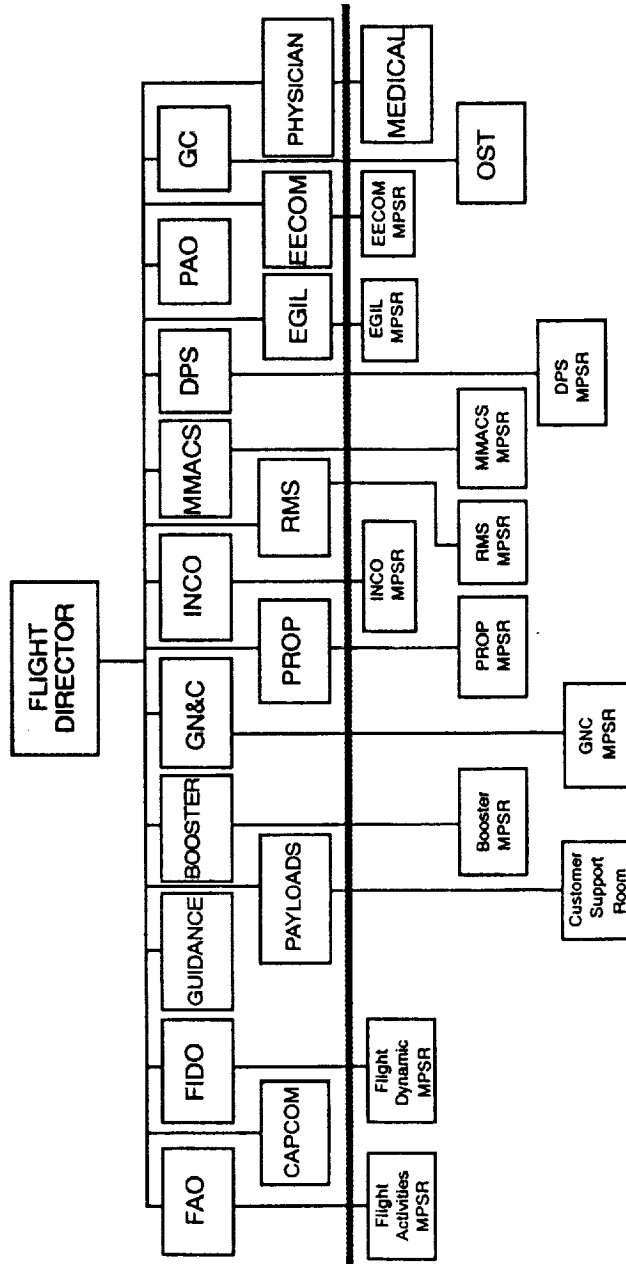 FLIGHT
DIRECTOR
FAO
FIDO
GUIDANCE
BOOSTER
GN&C
INCO
MMACS
DPS
PAO
GC
CAPCOM
PAYLOADS
PROP
RMS
EGIL
EECOM
PHYSICIAN
Flight
Activities
MPSR
Flight
Dynamic
MPSR
INCO
MPSR
EGIL
MPSR
EECOM
MPSR
MEDICAL
Booster
MPSR
PROP
MPSR
RMS
MPSR
MMACS
MPSR
OST
Customer
Support
Room
GNC
MPSR
DPS
MPSR